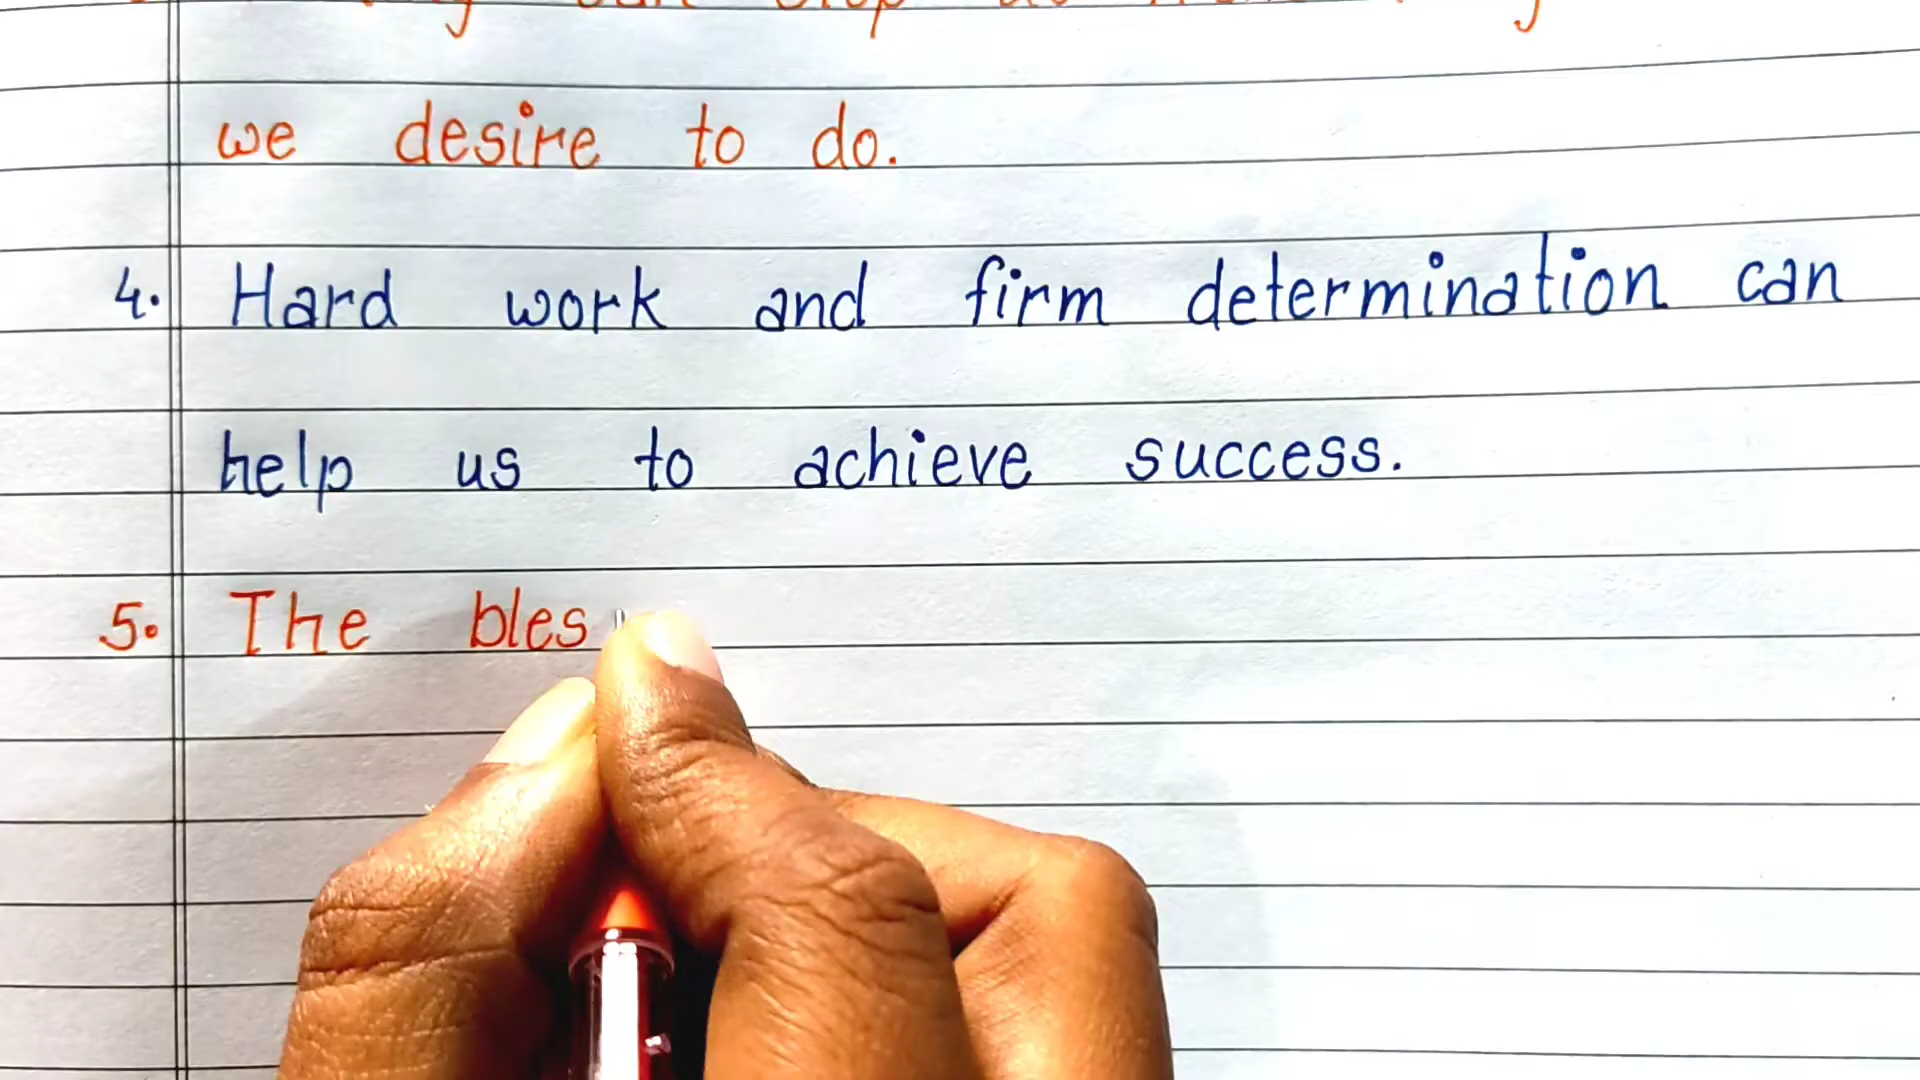 we desire to do.
4. Hard work and firm determination can
help us to achieve success.
5. The bles